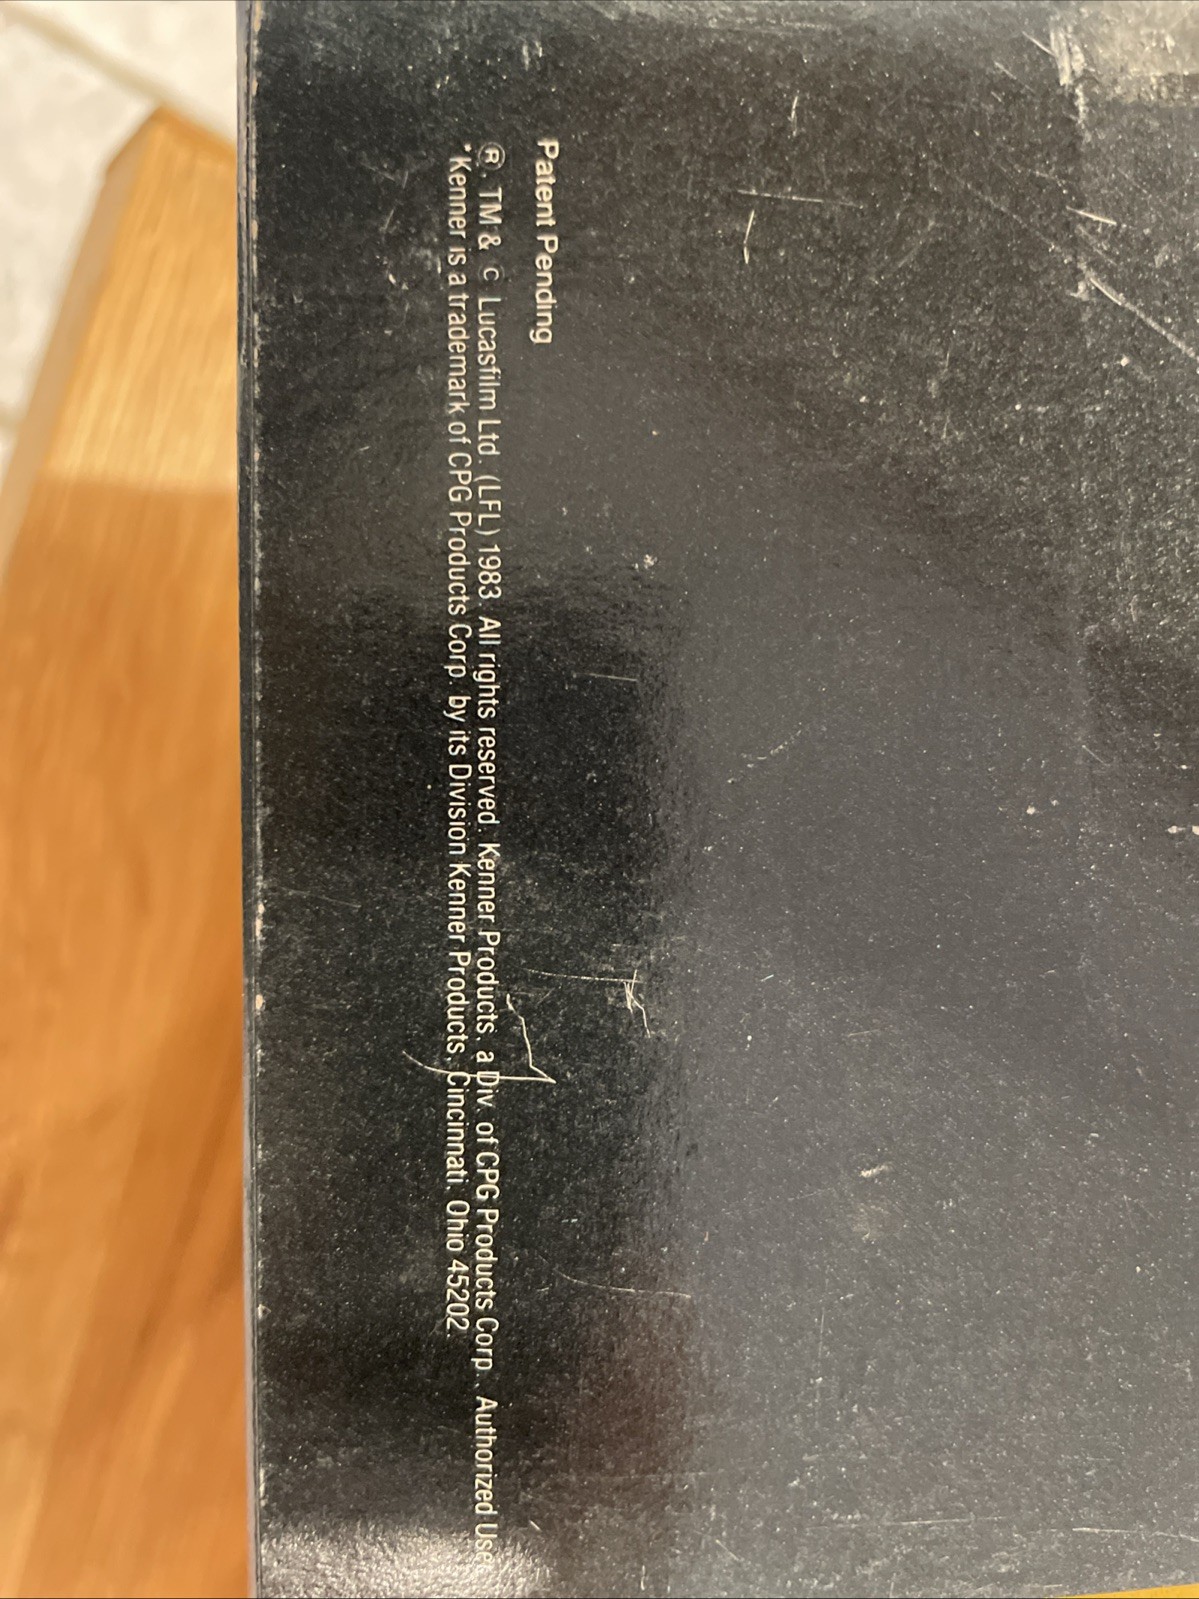 Patent Pending
®, TM & © Lucasfilm Ltd. (LFL) 1983. All rights reserved. Kenner Products, a Div. of CPG Products Corp., Authorized User
*Kenner is a trademark of CPG Products Corp. by its Division Kenner Products, Cincinnati, Ohio 45202.